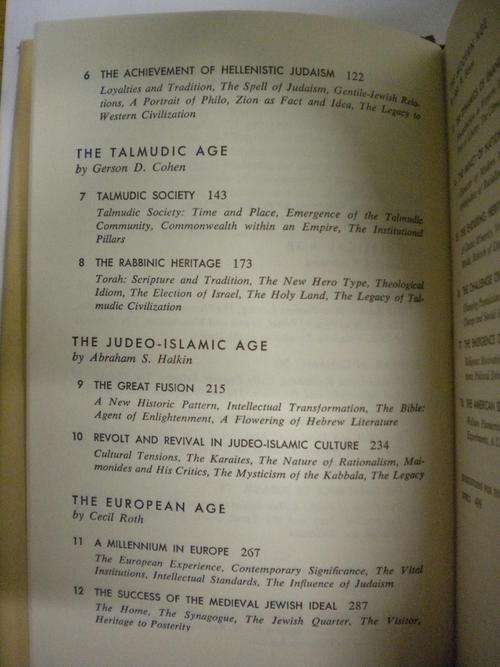 6 THE ACHIEVEMENT OF HELLENISTIC JUDAISM 122
Loyalties and Tradition, The Spell of Judaism, Gentile-Jewish Rela-
tions, A Portrait of Philo, Zion as Fact and Idea, The Legacy to
Western Civilization
THE TALMUDIC AGE
by Gerson D. Cohen
7 TALMUDIC SOCIETY 143
Talmudic Society: Time and Place, Emergence of the Talmudic
Community, Commonwealth within an Empire, The Institutional
Pillars
8 THE RABBINIC HERITAGE 173
Torah: Scripture and Tradition, The New Hero Type, Theological
Idiom, The Election of Israel, The Holy Land, The Legacy of Tal-
mudic Civilization
THE JUDEO-ISLAMIC AGE
by Abraham S. Halkin
9 THE GREAT FUSION 215
A New Historic Pattern, Intellectual Transformation, The Bible:
Agent of Enlightenment, A Flowering of Hebrew Literature
10 REVOLT AND REVIVAL IN JUDEO-ISLAMIC CULTURE 234
Cultural Tensions, The Karaites, The Nature of Rationalism, Mai-
monides and His Critics, The Mysticism of the Kabbala, The Legacy
THE EUROPEAN AGE
by Cecil Roth
11 A MILLENNIUM IN EUROPE 267
The European Experience, Contemporary Significance, The Vital
Institutions, Intellectual Standards, The Influence of Judaism
12 THE SUCCESS OF THE MEDIEVAL JEWISH IDEAL 287
The Home, The Synagogue, The Jewish Quarter, The Visitor,
Heritage to Posterity